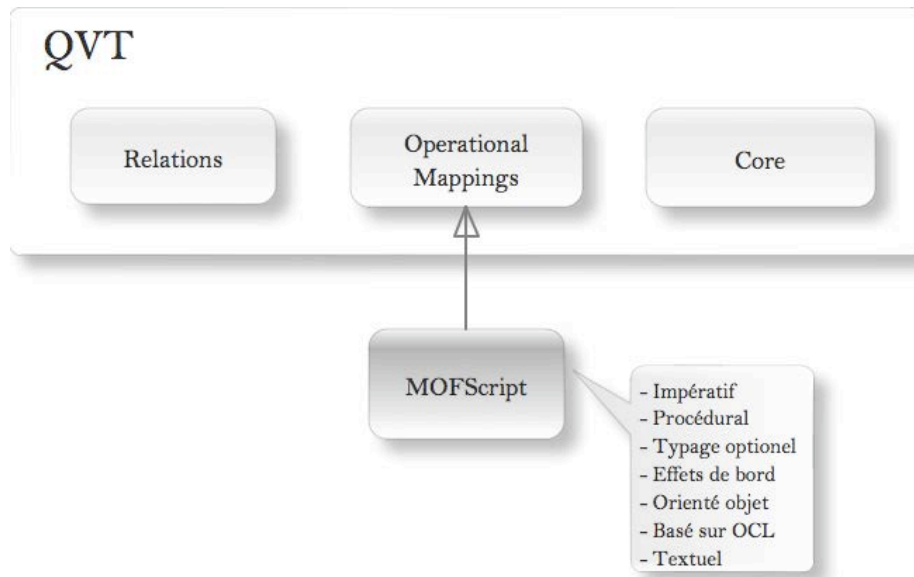 QVT
Relations
Operational
Mappings
Core
MOFScript
- Impératif
- Procédural
- Typage optionel
- Effets de bord
- Orienté objet
- Basé sur OCL
- Textuel